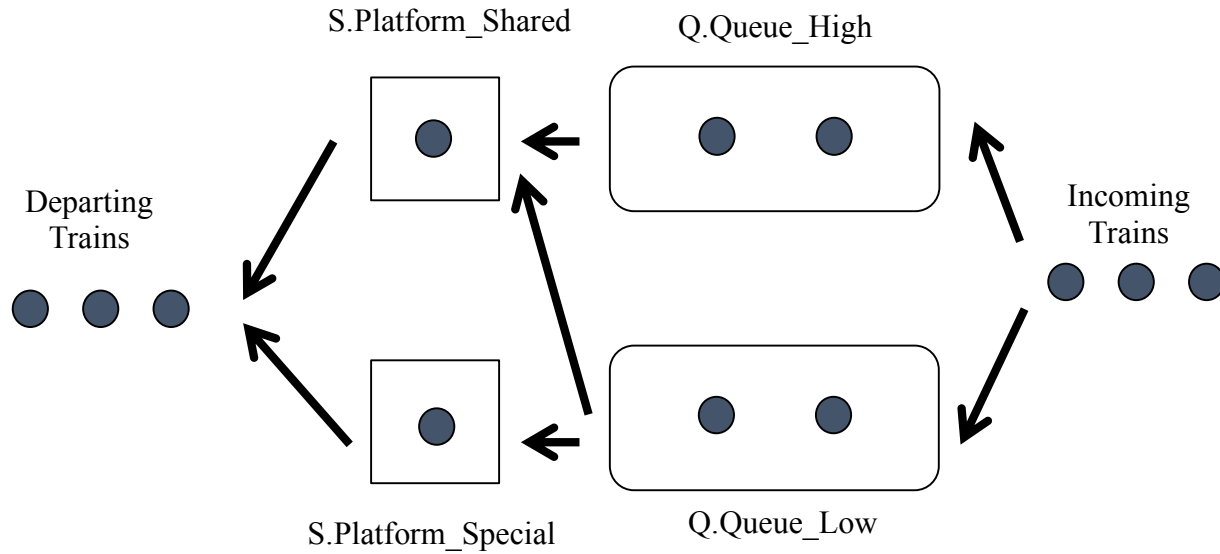 S.Platform_Shared
Q.Queue_High
Departing
Trains
Incoming
Trains
S.Platform_Special
Q.Queue_Low